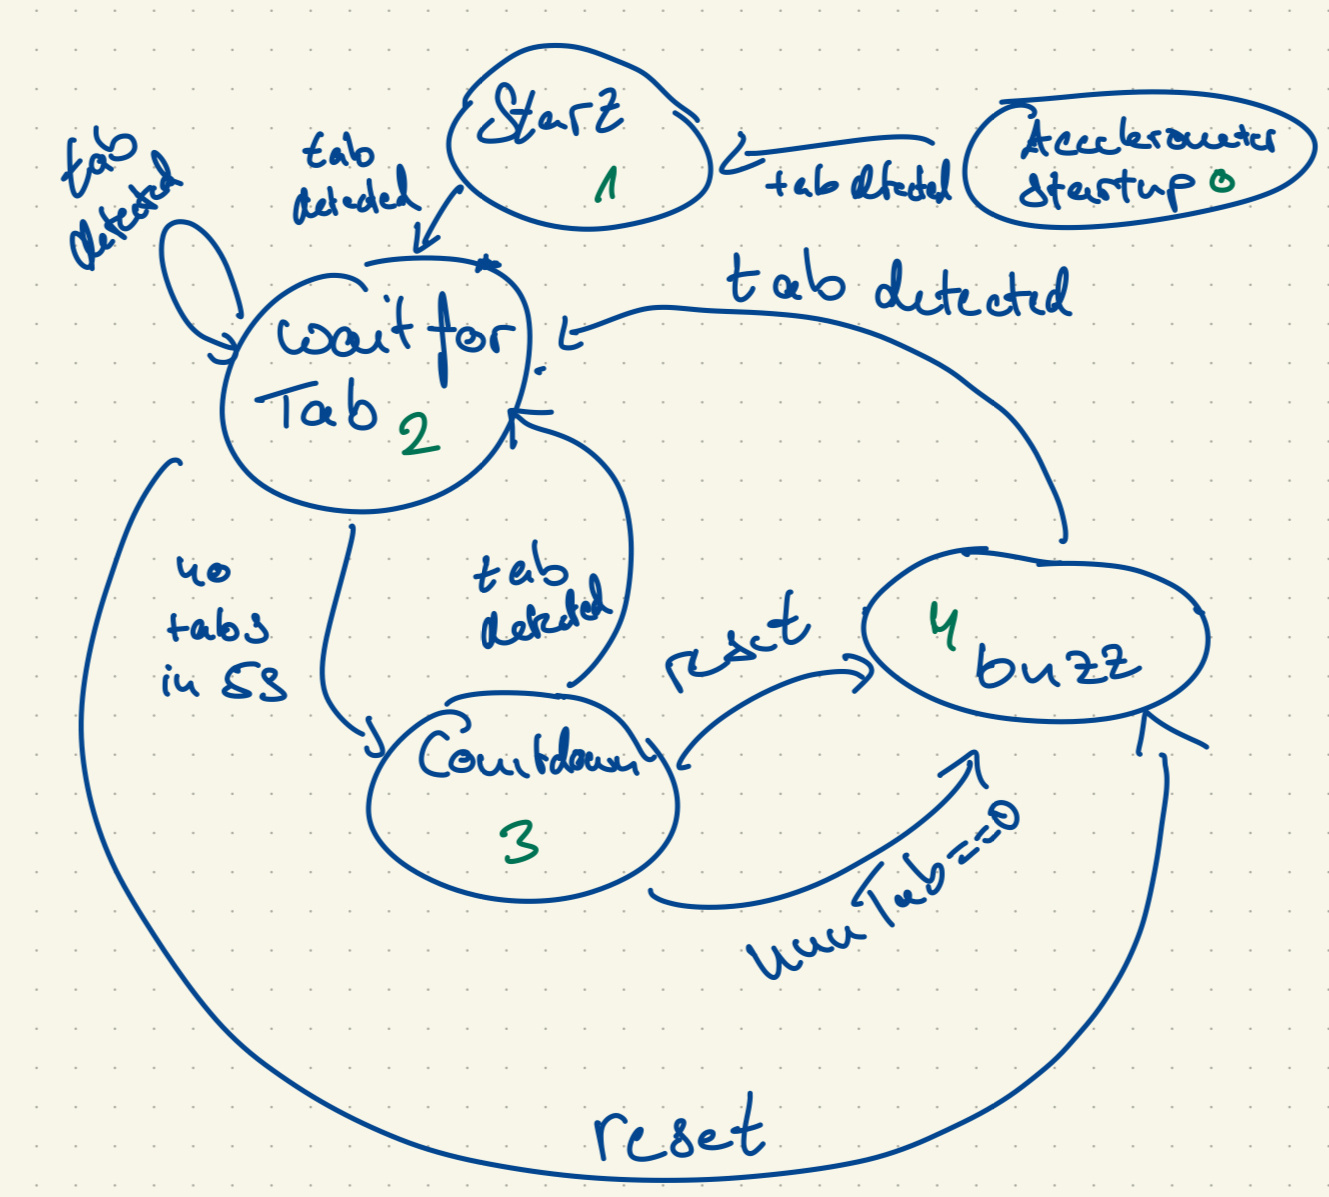 Start
1
Accelerometer
Startup 0
tab detected
tab
detected
tab
detected
wait for
Tab 2
tab detected
no
tabs
in 5s
tab
detected
reset
4
buzz
Countdown
3
numTab==0
reset